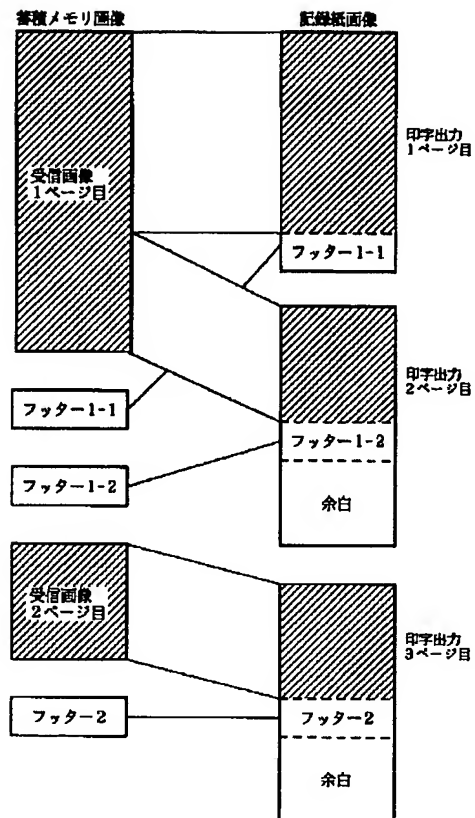 蓄積メモリ画像
記録紙画像
受信画像
1ページ目
印字出力
1ページ目
フッター1-1
印字出力
2ページ目
フッター1-1
フッター1-2
フッター1-2
余白
受信画像
2ページ目
印字出力
3ページ目
フッター2
フッター2
余白